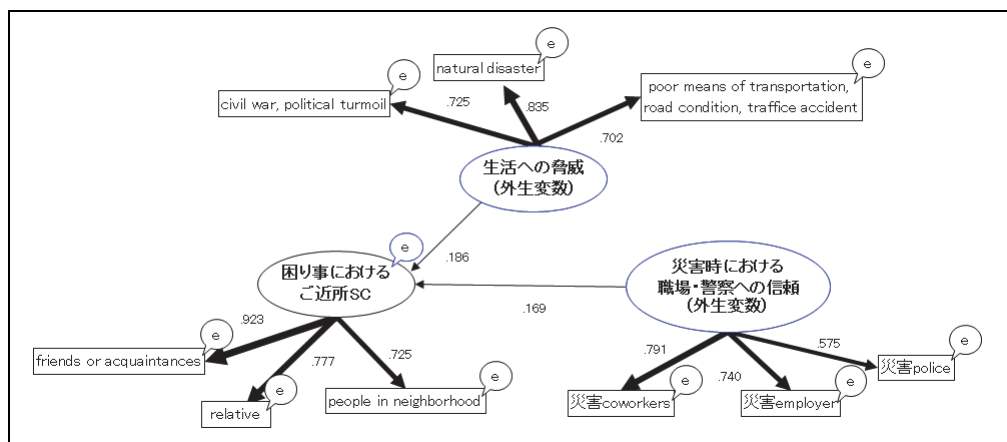 e
natural disaster
e
e
civil war, political turmoil
poor means of transportation,
road condition, traffice accident
.725
.835
.702
生活への脅威
(外生変数)
e
.186
困り事における
ご近所SC
災害時における
職場・警察への信頼
(外生変数)
.169
.923
.777
.725
e
friends or acquaintances
e
relative
e
people in neighborhood
.791
.740
.575
e
災害police
e
災害coworkers
e
災害employer